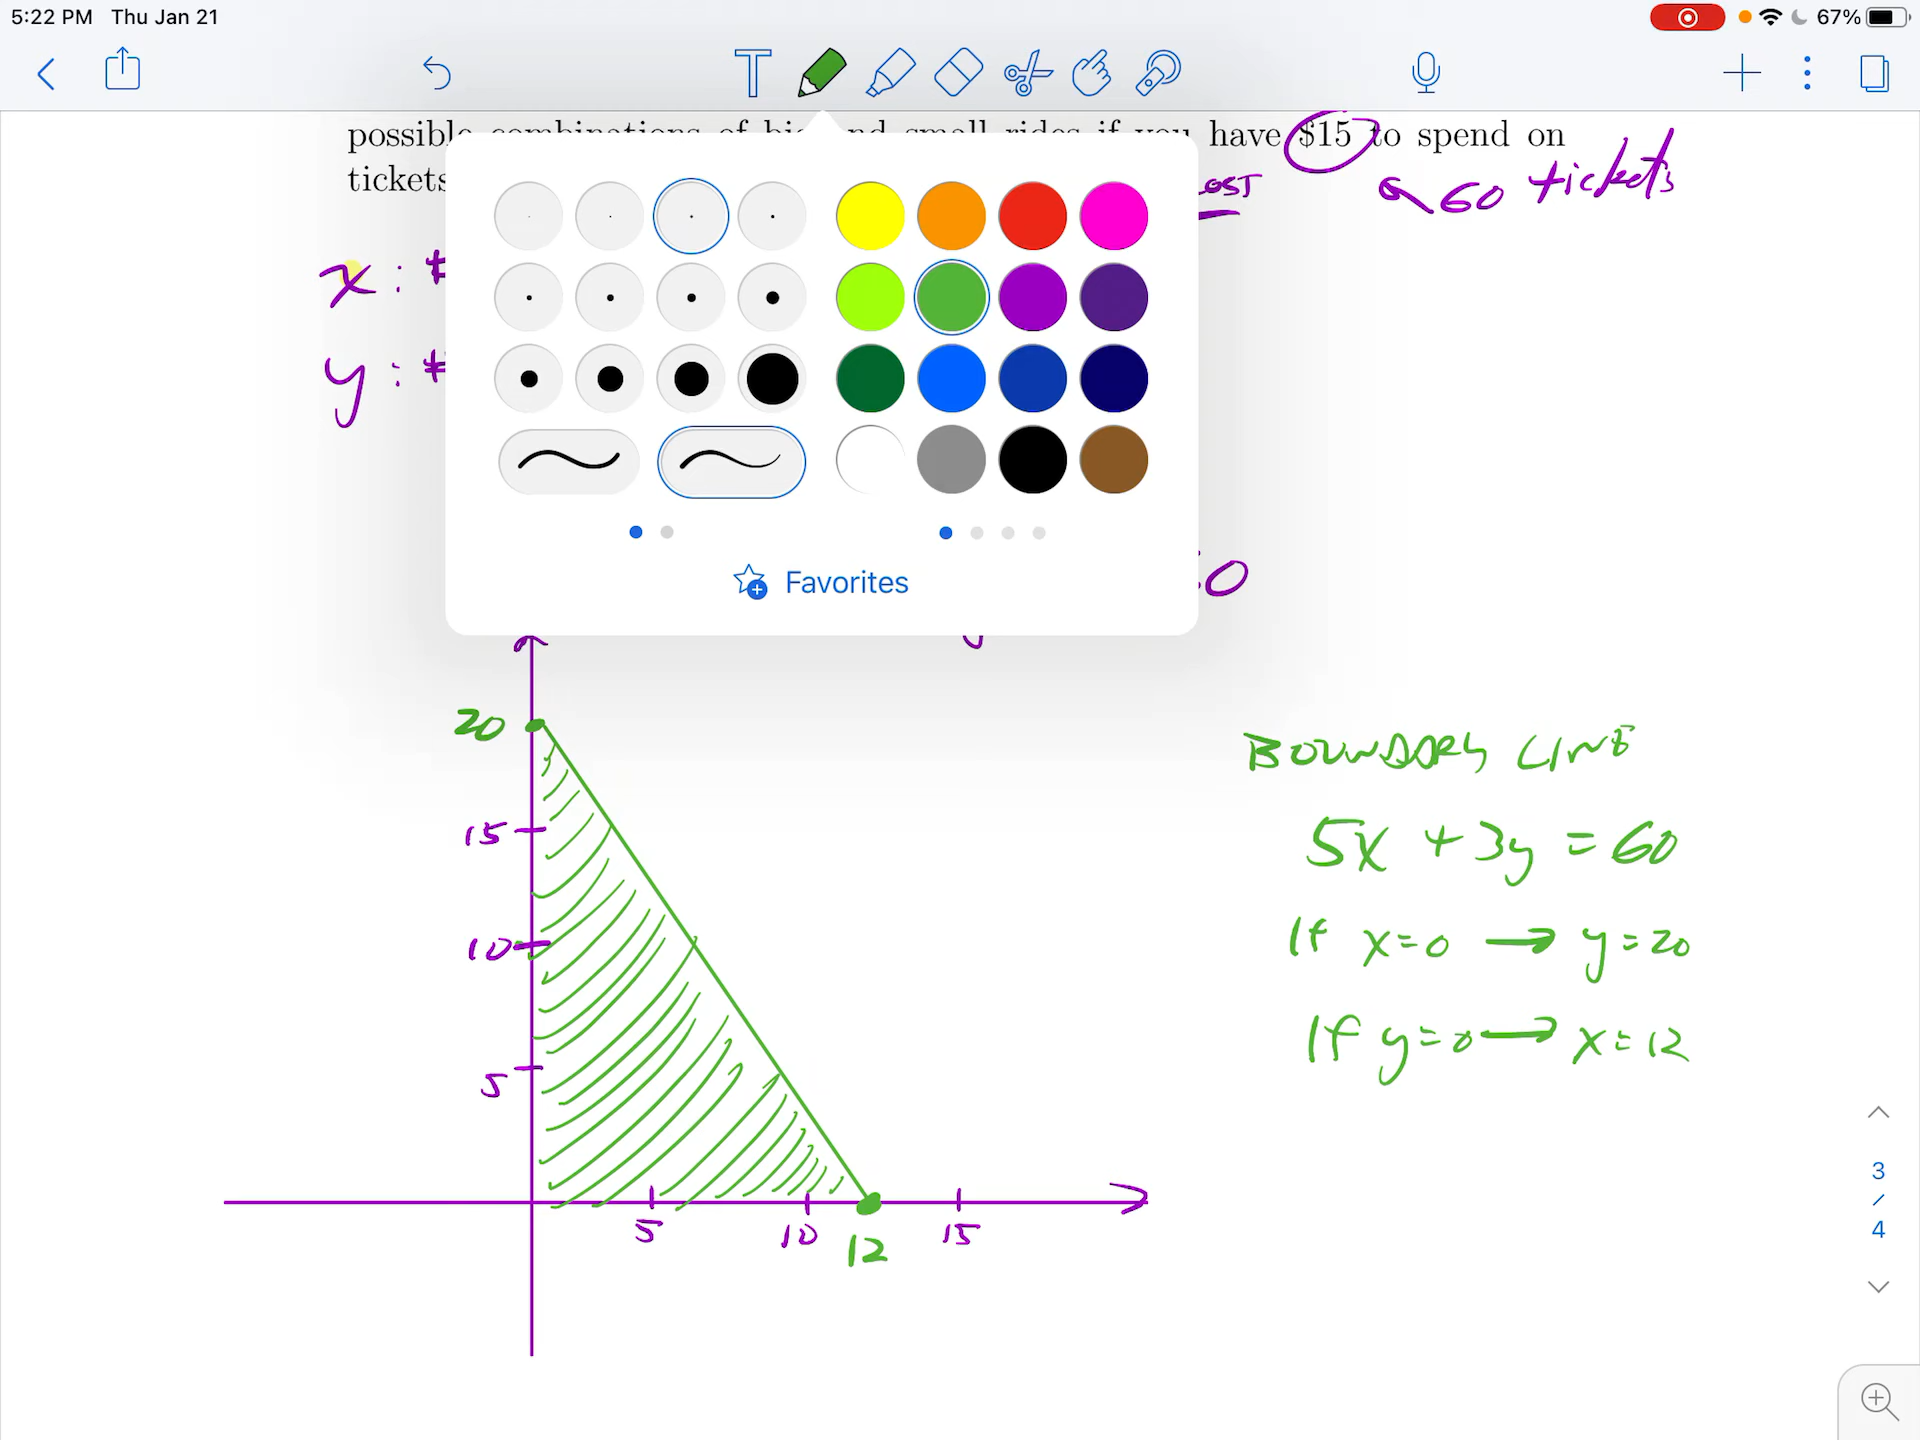 5:22 PM Thu Jan 21 67%
T
have $15 to spend on
tickets
60 tickets
x : #
y : #
Favorites
20
15
10
5
5 10 12 15
BOUNDARY LINE
5x + 3y = 60
If x=0 → y=20
If y=0 → x=12
3
/
4